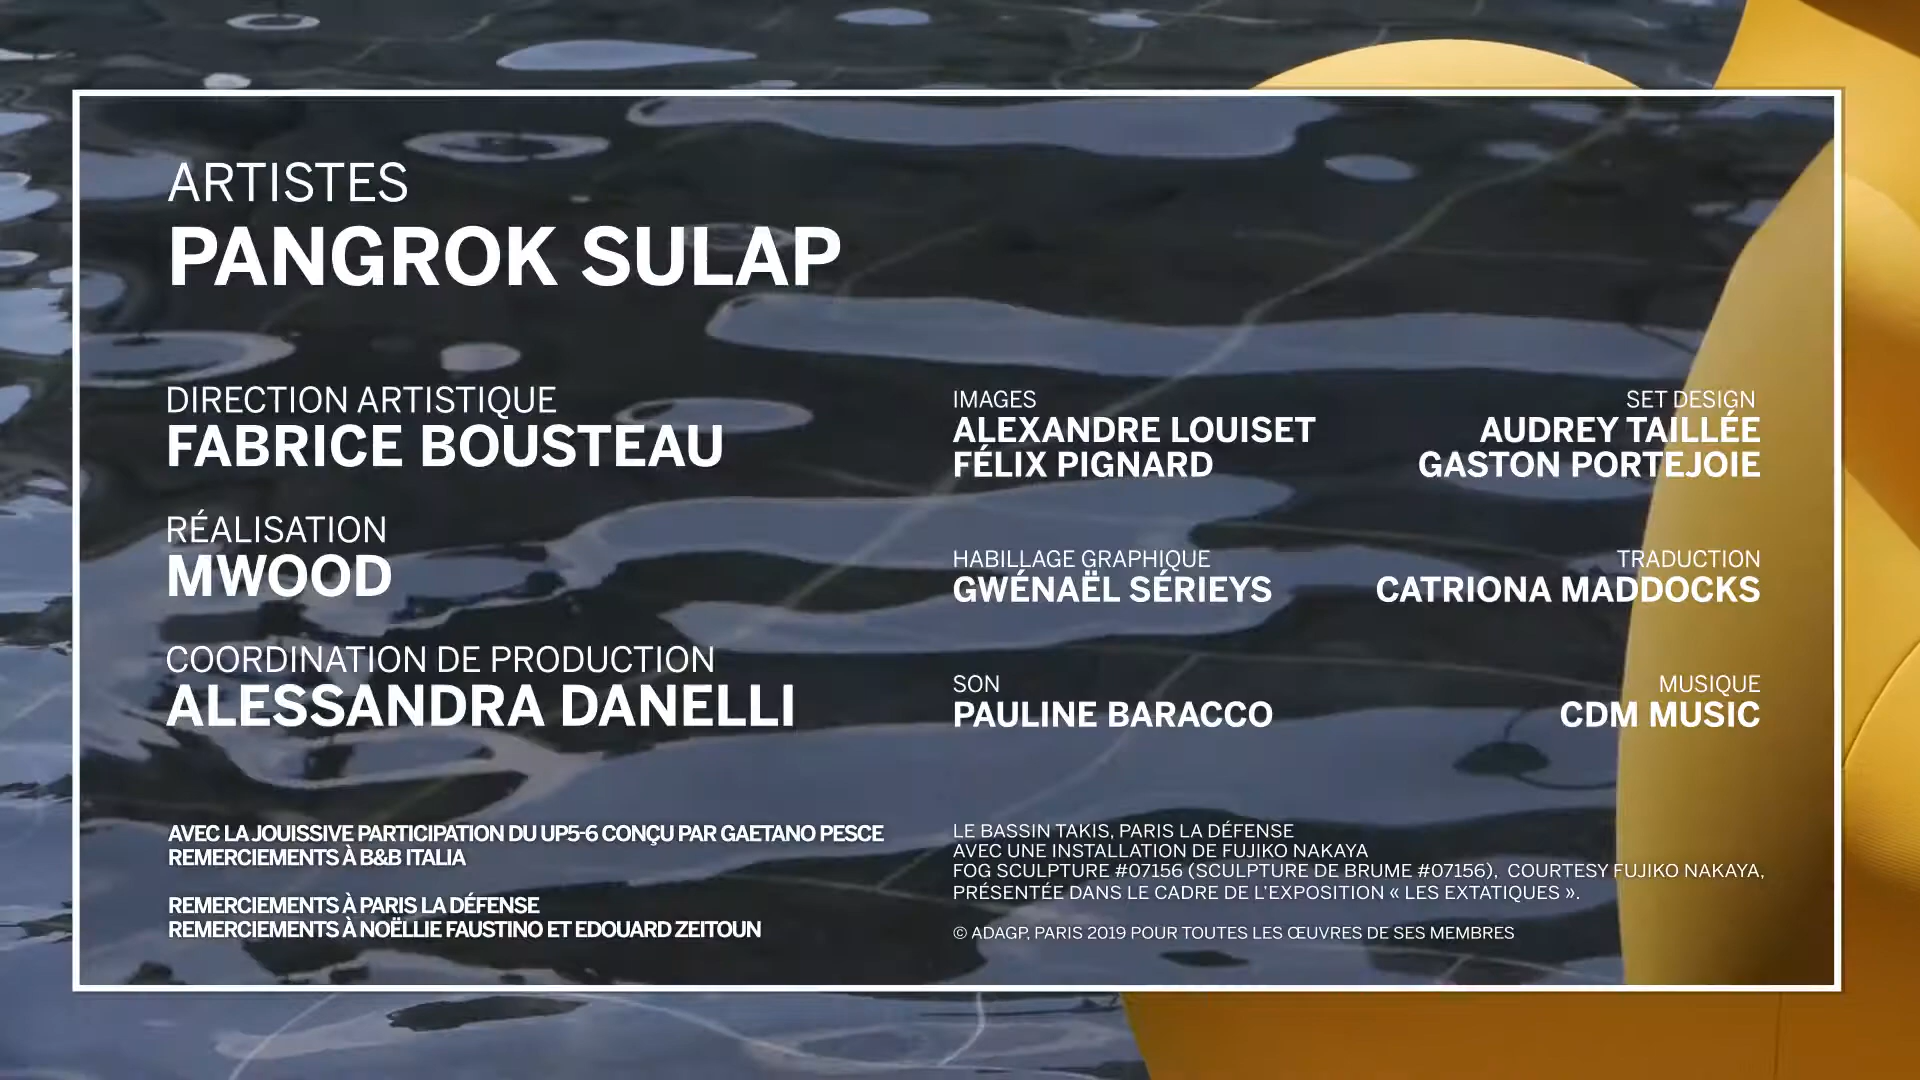 ARTISTES
PANGROK SULAP
DIRECTION ARTISTIQUE
FABRICE BOUSTEAU
RÉALISATION
MWOOD
COORDINATION DE PRODUCTION
ALESSANDRA DANELLI
IMAGES
ALEXANDRE LOUISET
FÉLIX PIGNARD
SET DESIGN
AUDREY TAILLÉE
GASTON PORTEJOIE
HABILLAGE GRAPHIQUE
GWÉNAËL SÉRIEYS
TRADUCTION
CATRIONA MADDOCKS
SON
PAULINE BARACCO
MUSIQUE
CDM MUSIC
AVEC LA JOUISSIVE PARTICIPATION DU UP5-6 CONÇU PAR GAETANO PESCE
REMERCIEMENTS À B&B ITALIA
REMERCIEMENTS À PARIS LA DÉFENSE
REMERCIEMENTS À NOËLLIE FAUSTINO ET EDOUARD ZEITOUN
LE BASSIN TAKIS, PARIS LA DÉFENSE
AVEC UNE INSTALLATION DE FUJIKO NAKAYA
FOG SCULPTURE #07156 (SCULPTURE DE BRUME #07156), COURTESY FUJIKO NAKAYA,
PRÉSENTÉE DANS LE CADRE DE L'EXPOSITION « LES EXTATIQUES ».
© ADAGP, PARIS 2019 POUR TOUTES LES ŒUVRES DE SES MEMBRES